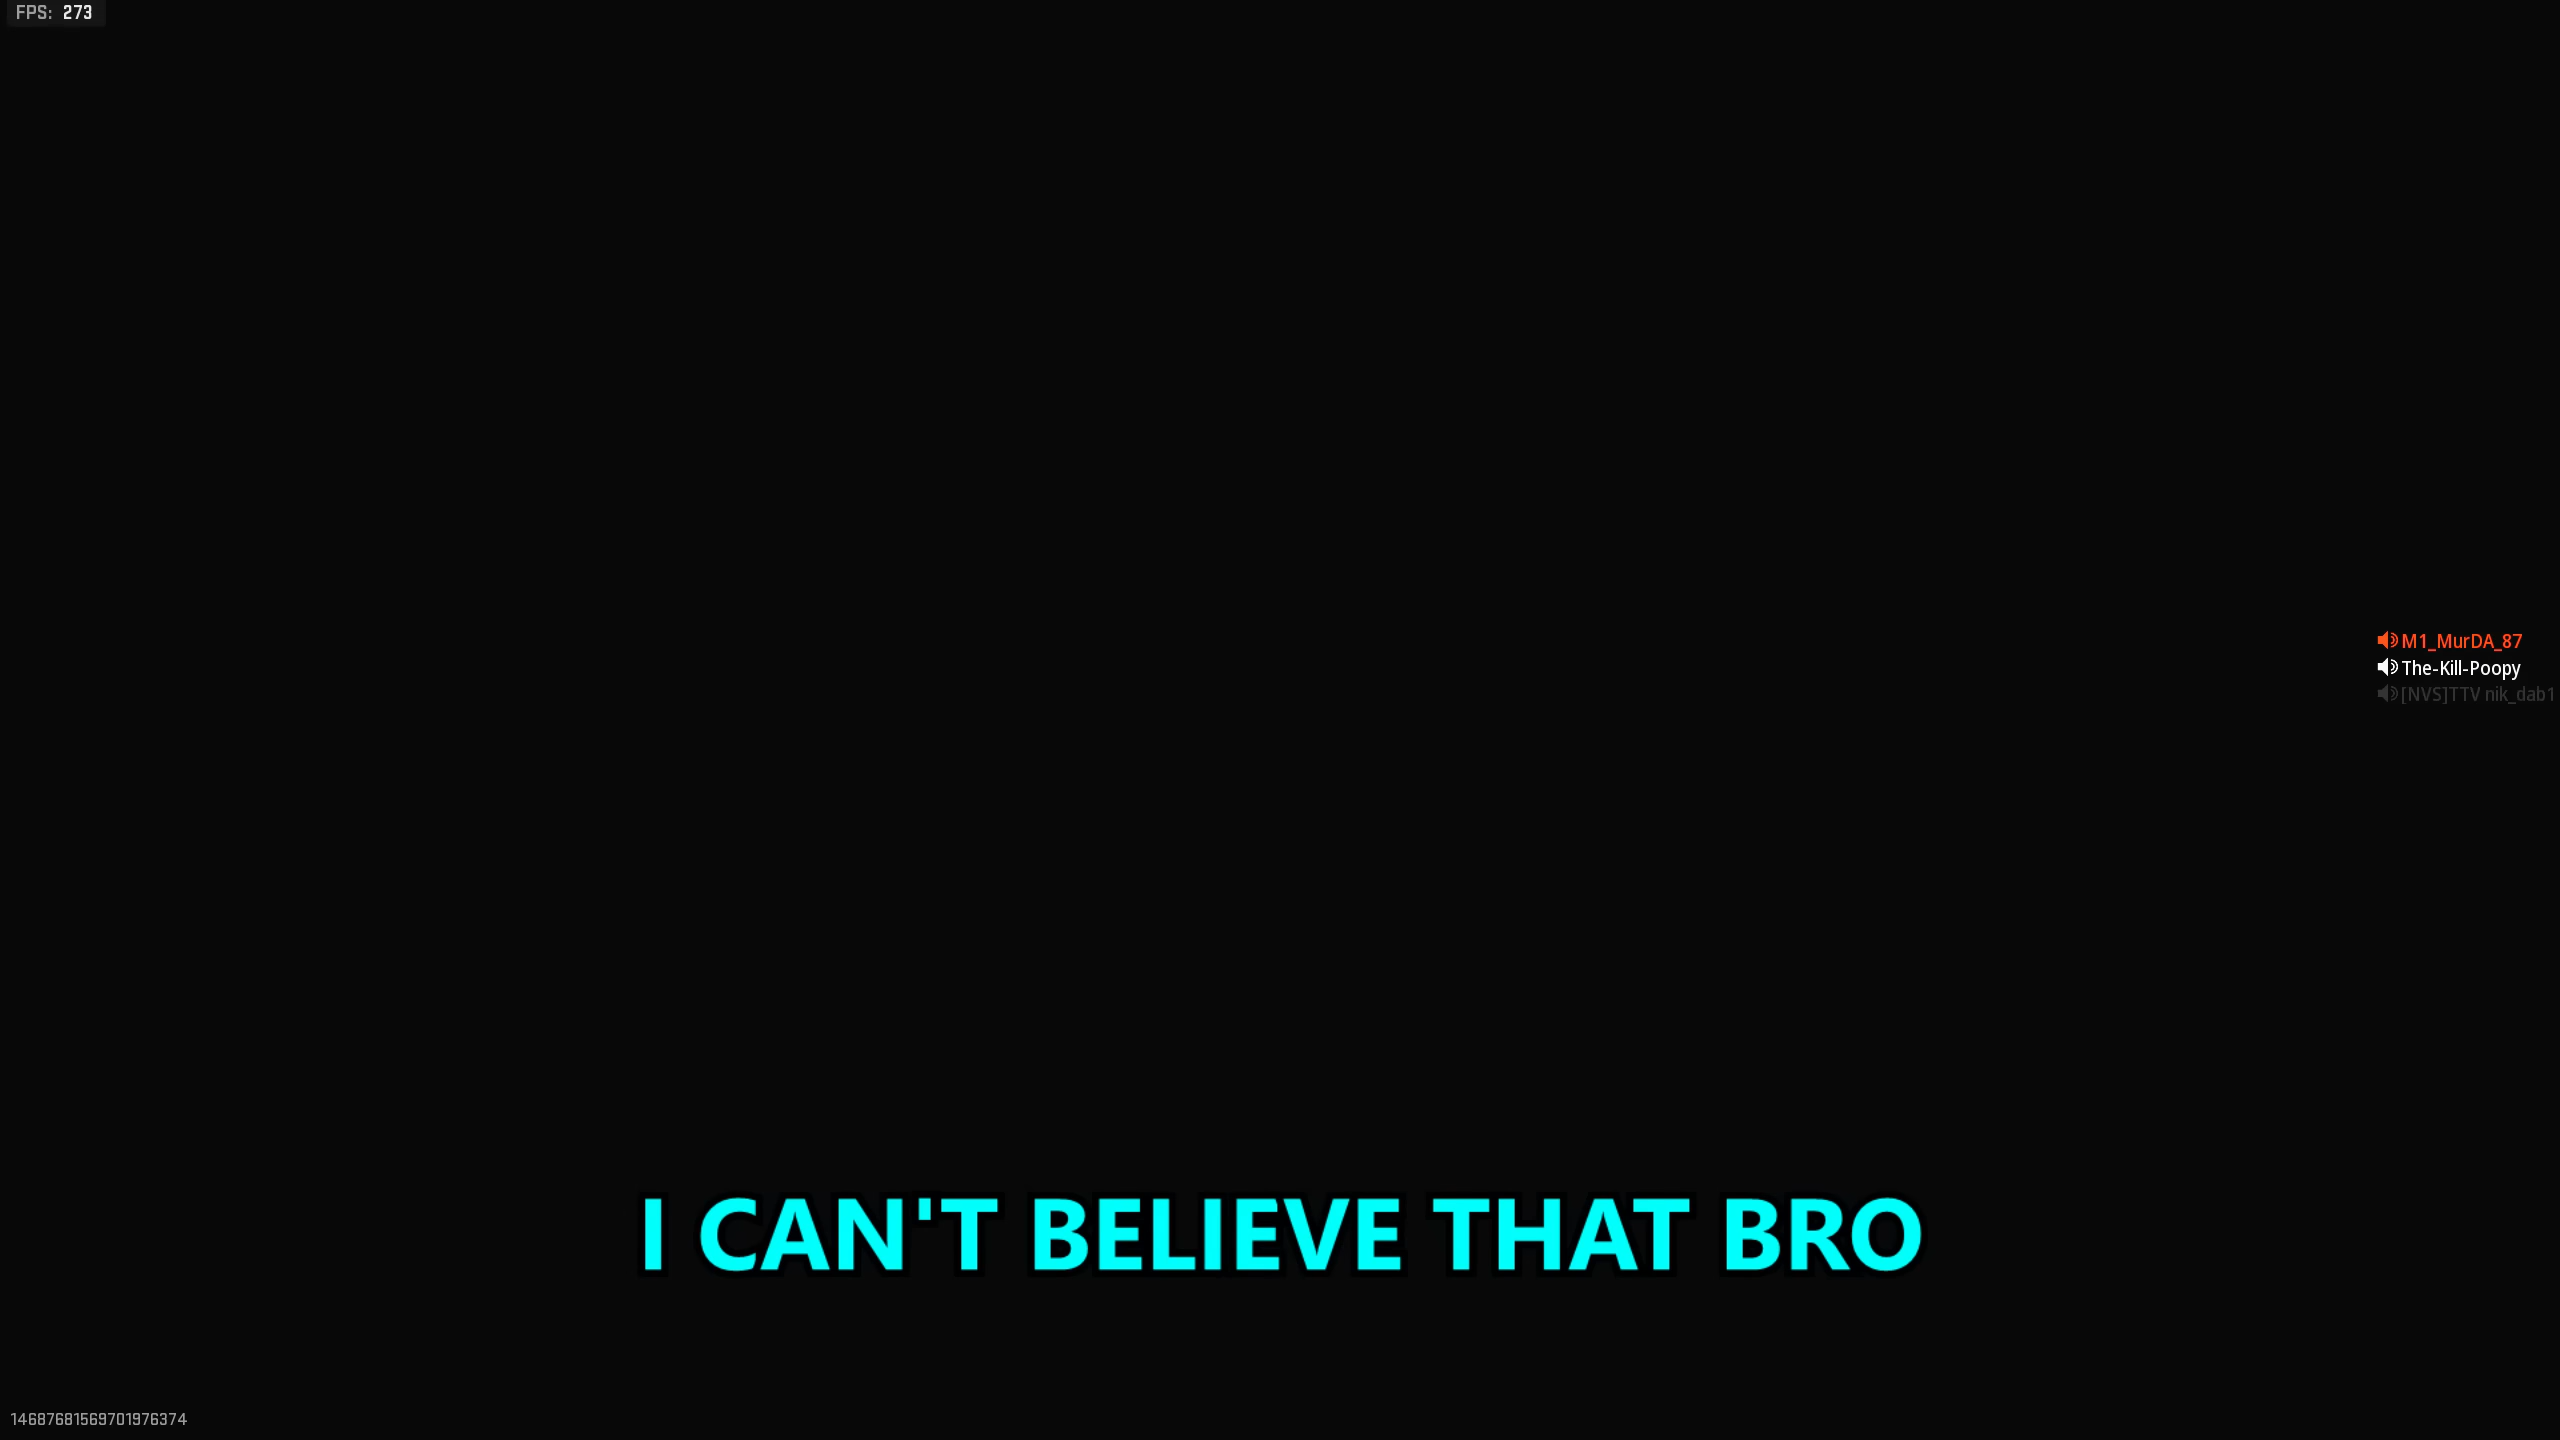 FPS: 273
M1_MurDA_87
The-Kill-Poopy
[NVS]TTV nik_dab1
I CAN'T BELIEVE THAT BRO
14687681569701976374